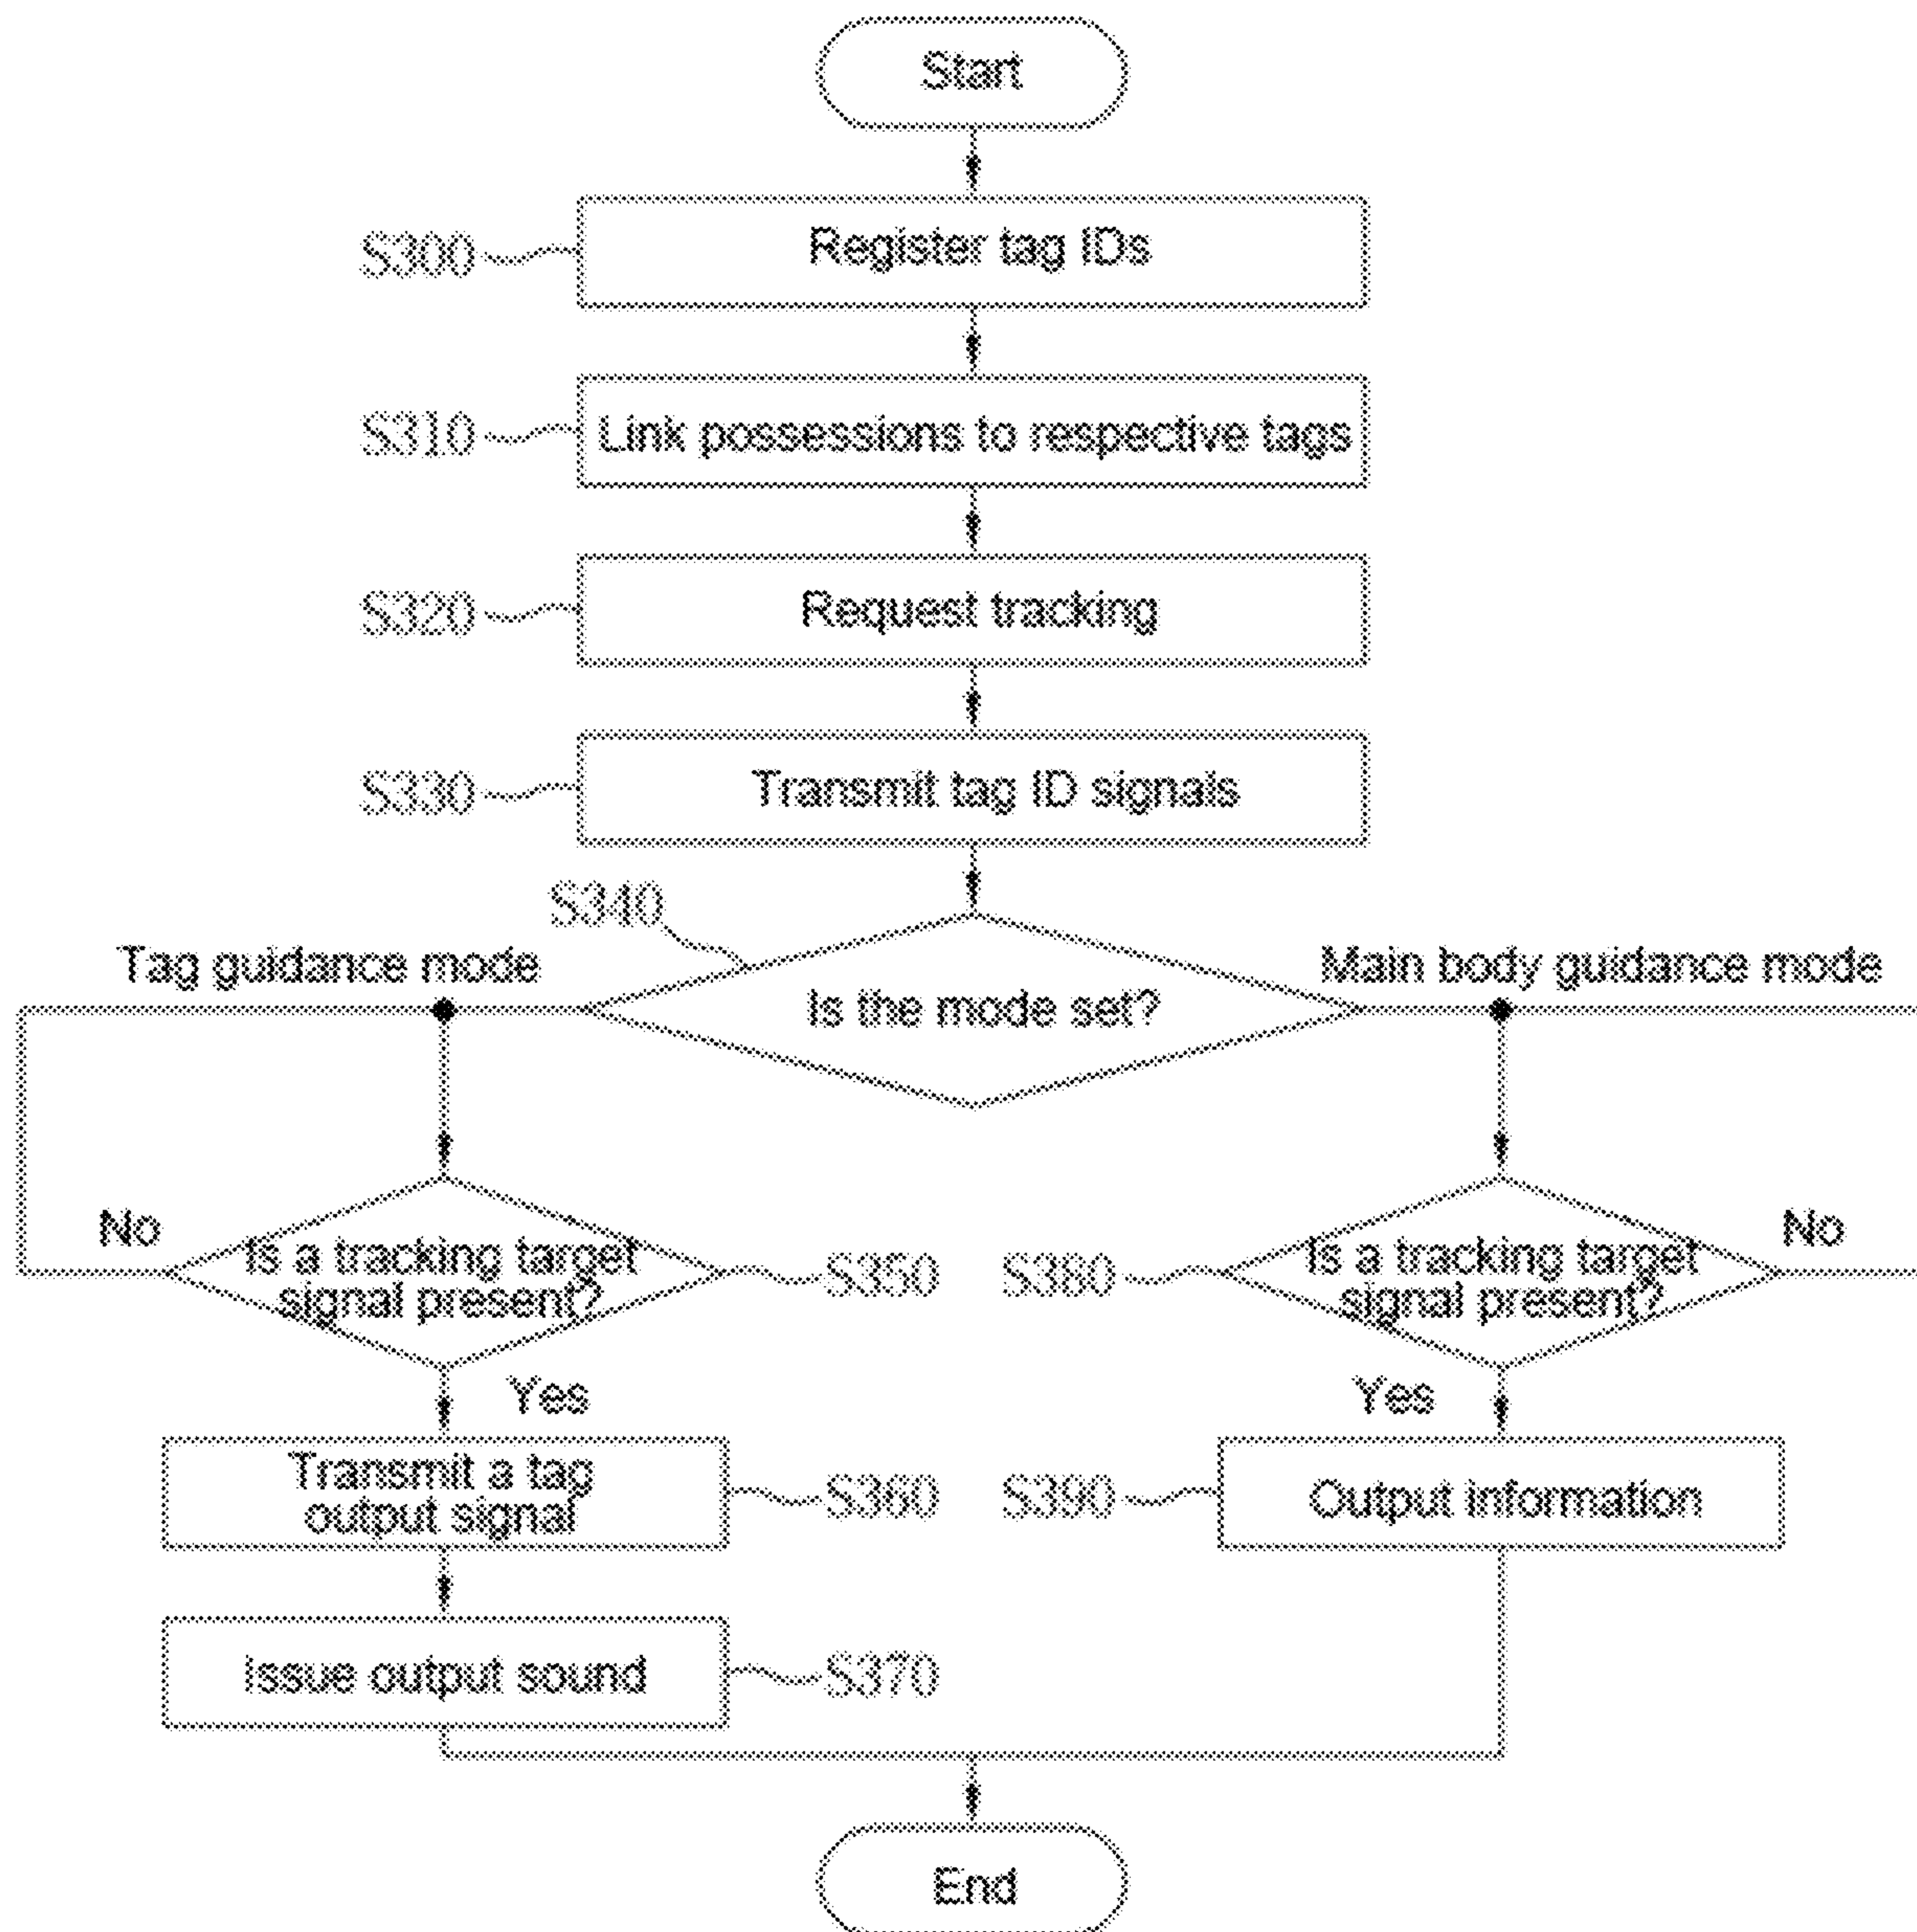 Start
S300
Register tag IDs
S310
Link possessions to respective tags
S320
Request tracking
S330
Transmit tag ID signals
S340
Tag guidance mode
Is the mode set?
Main body guidance mode
No
Is a tracking target
signal present?
S350
S380
Is a tracking target
signal present?
No
Yes
Yes
Transmit a tag
output signal
S360
S390
Output information
Issue output sound
S370
End